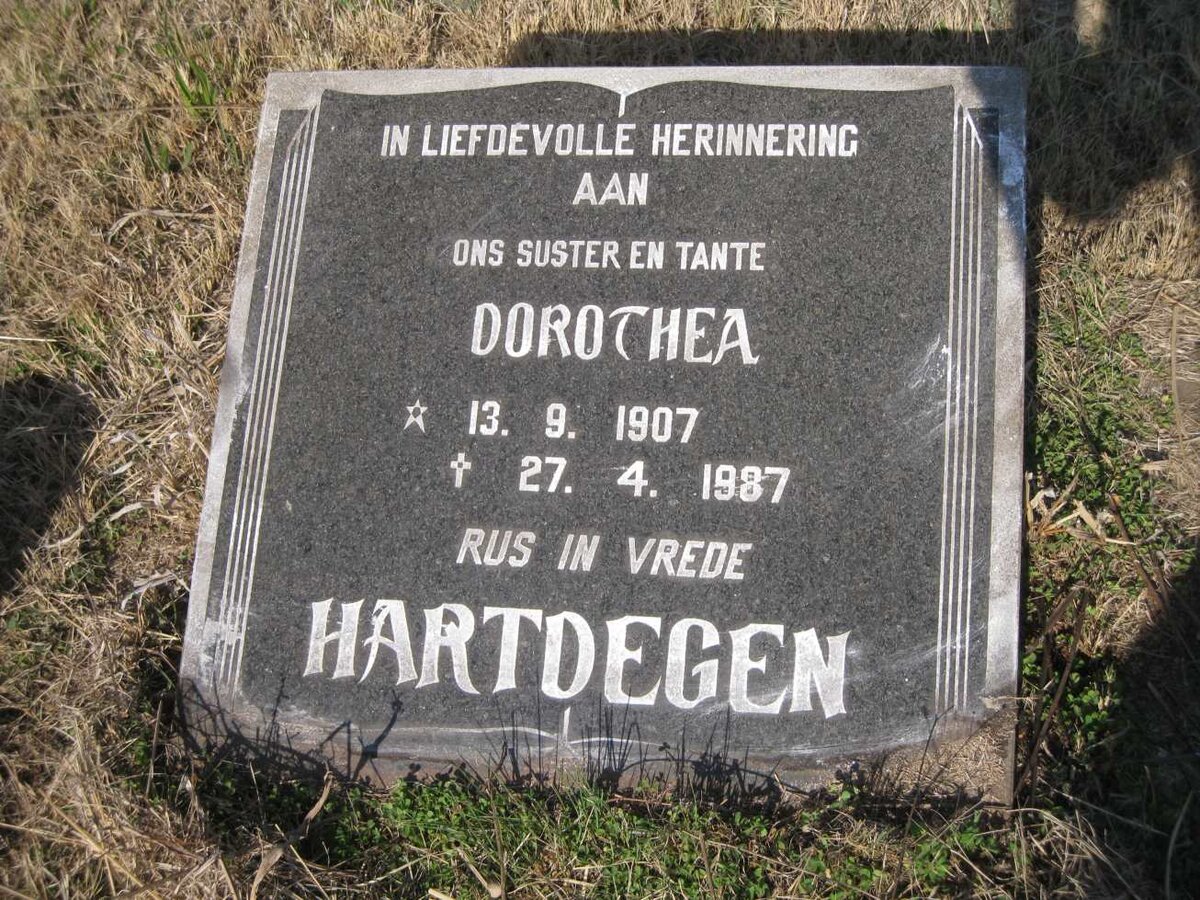 IN LIEFDEVOLLE HERINNERING
AAN
ONS SUSTER EN TANTE
DOROTHEA
☆ 13. 9. 1907
✝ 27. 4. 1987
RUS IN VREDE
HARTDEGEN